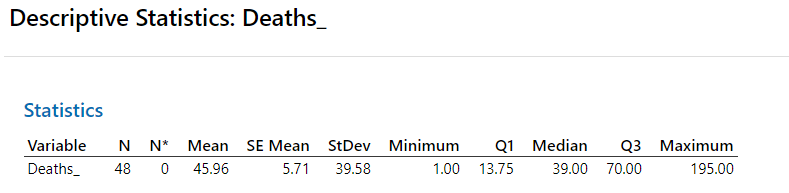 Descriptive Statistics: Deaths_
Statistics
Variable N N* Mean SE Mean StDev Minimum Q1 Median Q3 Maximum
Deaths_ 48 0 45.96 5.71 39.58 1.00 13.75 39.00 70.00 195.00